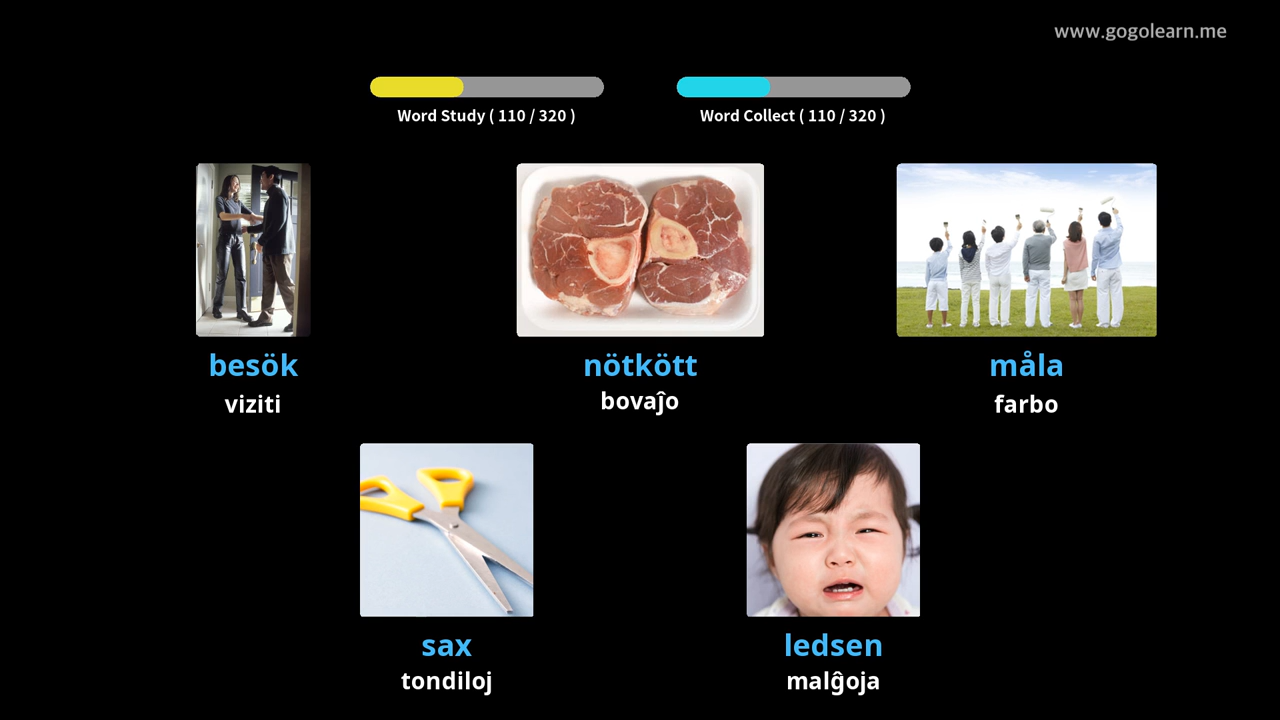 www.gogolearn.me
Word Study ( 110 / 320 )
Word Collect ( 110 / 320 )
besök
viziti
nötkött
bovaĵo
måla
farbo
sax
tondiloj
ledsen
malĝoja